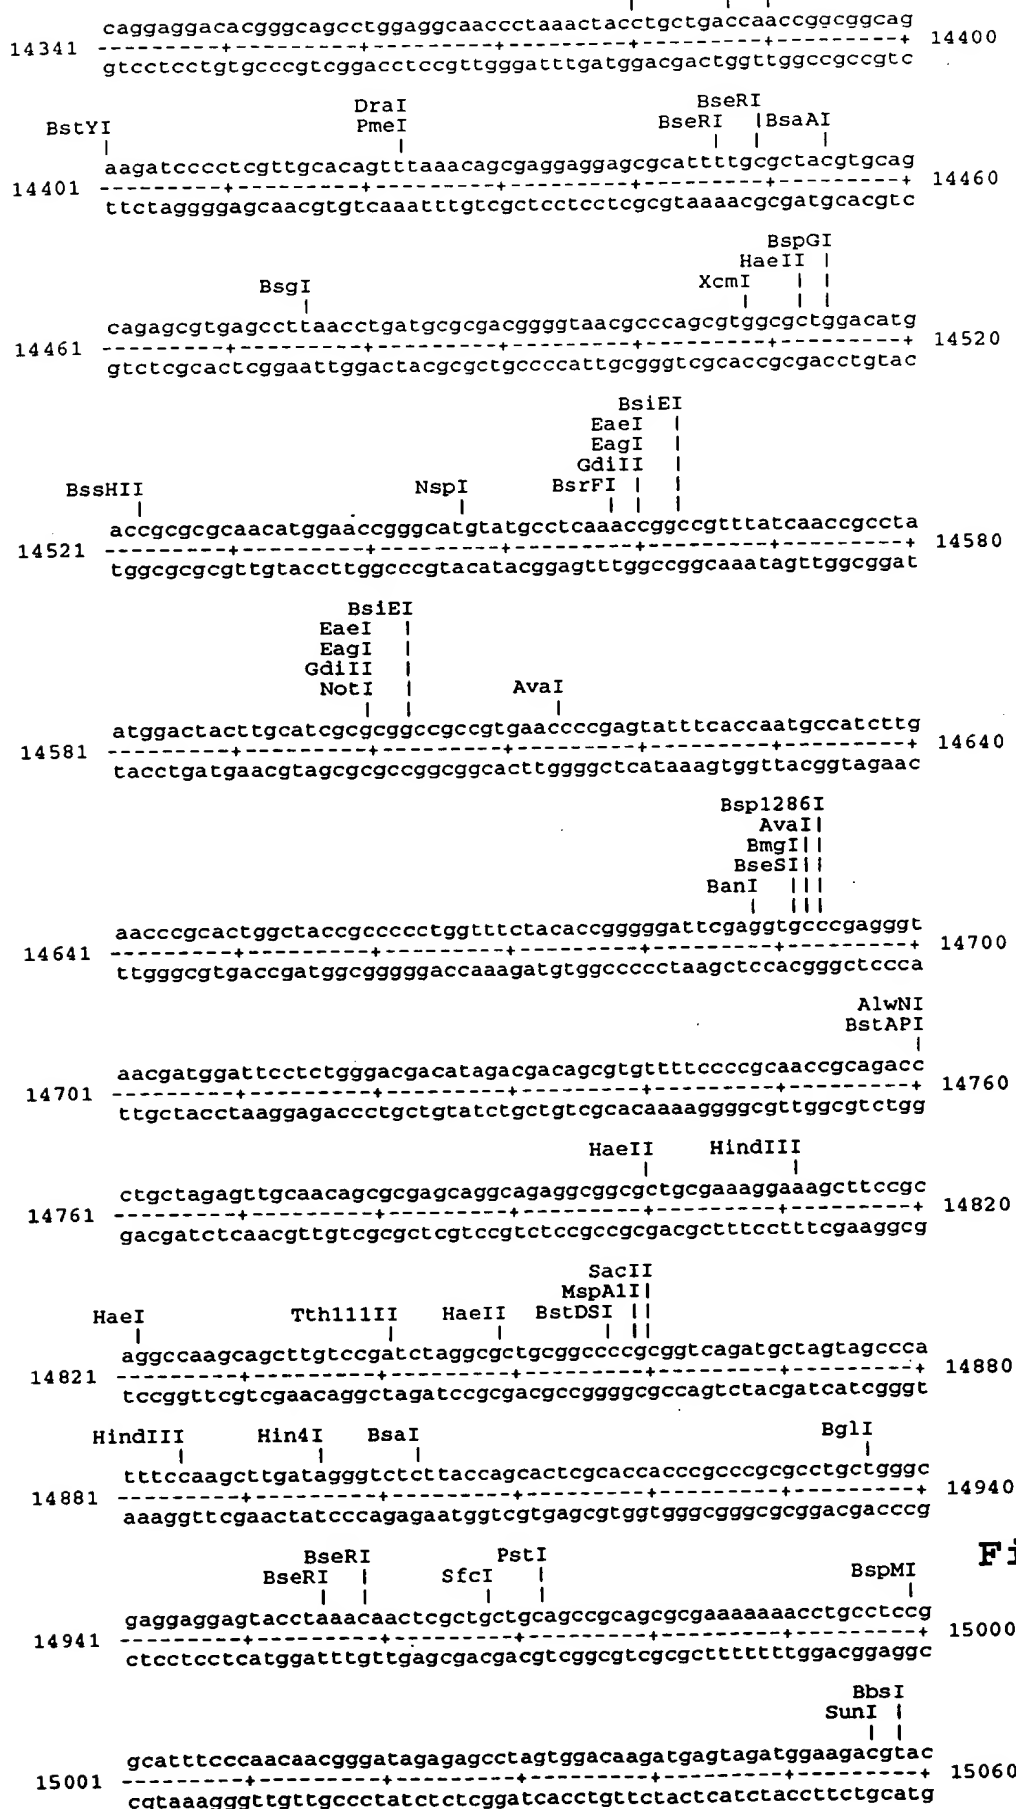 caggaggacacgggcagcctggaggcaaccctaaactacctgctgaccaaccggcggcag
14341 ---------+---------+---------+---------+---------+---------+ 14400
gtcctcctgtgcccgtcggacctccgttgggatttgatggacgactggttggccgccgtc
DraI BseRI
BstYI PmeI BseRI |BsaAI
| | | | |
aagatcccctcgttgcacagtttaaacagcgaggaggagcgcattttgcgctacgtgcag
14401 ---------+---------+---------+---------+---------+---------+ 14460
ttctaggggagcaacgtgtcaaatttgtcgctcctcctcgcgtaaaacgcgatgcacgtc
BspGI
HaeII |
BsgI XcmI | |
| | | |
cagagcgtgagccttaacctgatgcgcgacggggtaacgcccagcgtggcgctggacatg
14461 ---------+---------+---------+---------+---------+---------+ 14520
gtctcgcactcggaattggactacgcgctgccccattgcgggtcgcaccgcgacctgtac
BsiEI
EaeI |
EagI |
GdiII |
BssHII NspI BsrFI | |
| | | | |
accgcgcgcaacatggaaccgggcatgtatgcctcaaaccggccgtttatcaaccgccta
14521 ---------+---------+---------+---------+---------+---------+ 14580
tggcgcgcgttgtaccttggcccgtacatacggagtttggccggcaaatagttggcggat
BsiEI
EaeI |
EagI |
GdiII |
NotI | AvaI
| | |
atggactacttgcatcgcgcggccgccgtgaaccccgagtatttcaccaatgccatcttg
14581 ---------+---------+---------+---------+---------+---------+ 14640
tacctgatgaacgtagcgcgccggcggcacttggggctcataaagtggttacggtagaac
Bsp1286I
AvaI|
BmgI||
BseSI||
BanI |||
| |||
aacccgcactggctaccgccccctggtttctacaccgggggattcgaggtgcccgagggt
14641 ---------+---------+---------+---------+---------+---------+ 14700
ttgggcgtgaccgatggcgggggaccaaagatgtggccccctaagctccacgggctccca
AlwNI
BstAPI
|
aacgatggattcctctgggacgacatagacgacagcgtgttttccccgcaaccgcagacc
14701 ---------+---------+---------+---------+---------+---------+ 14760
ttgctacctaaggagaccctgctgtatctgctgtcgcacaaaaggggcgttggcgtctgg
HaeII HindIII
| |
ctgctagagttgcaacagcgcgagcaggcagaggcggcgctgcgaaaggaaagcttccgc
14761 ---------+---------+---------+---------+---------+---------+ 14820
gacgatctcaacgttgtcgcgctcgtccgtctccgccgcgacgctttcctttcgaaggcg
SacII
MspA1I|
HaeI Tth111II HaeII BstDSI ||
| | | | ||
aggccaagcagcttgtccgatctaggcgctgcggccccgcggtcagatgctagtagccca
14821 ---------+---------+---------+---------+---------+---------+ 14880
tccggttcgtcgaacaggctagatccgcgacgccggggcgccagtctacgatcatcgggt
HindIII Hin4I BsaI BglI
| | | |
tttccaagcttgatagggtctcttaccagcactcgcaccacccgcccgcgcctgctgggc
14881 ---------+---------+---------+---------+---------+---------+ 14940
aaaggttcgaactatcccagagaatggtcgtgagcgtggtgggcgggcgcggacgacccg
BseRI PstI Fi
BseRI | SfcI | BspMI
| | | | |
gaggaggagtacctaaacaactcgctgctgcagccgcagcgcgaaaaaaacctgcctccg
14941 ---------+---------+---------+---------+---------+---------+ 15000
ctcctcctcatggatttgttgagcgacgacgtcggcgtcgcgctttttttggacggaggc
BbsI
SunI |
| |
gcatttcccaacaacgggatagagagcctagtggacaagatgagtagatggaagacgtac
15001 ---------+---------+---------+---------+---------+---------+ 15060
cgtaaagggttgttgccctatctctcggatcacctgttctactcatctaccttctgcatg